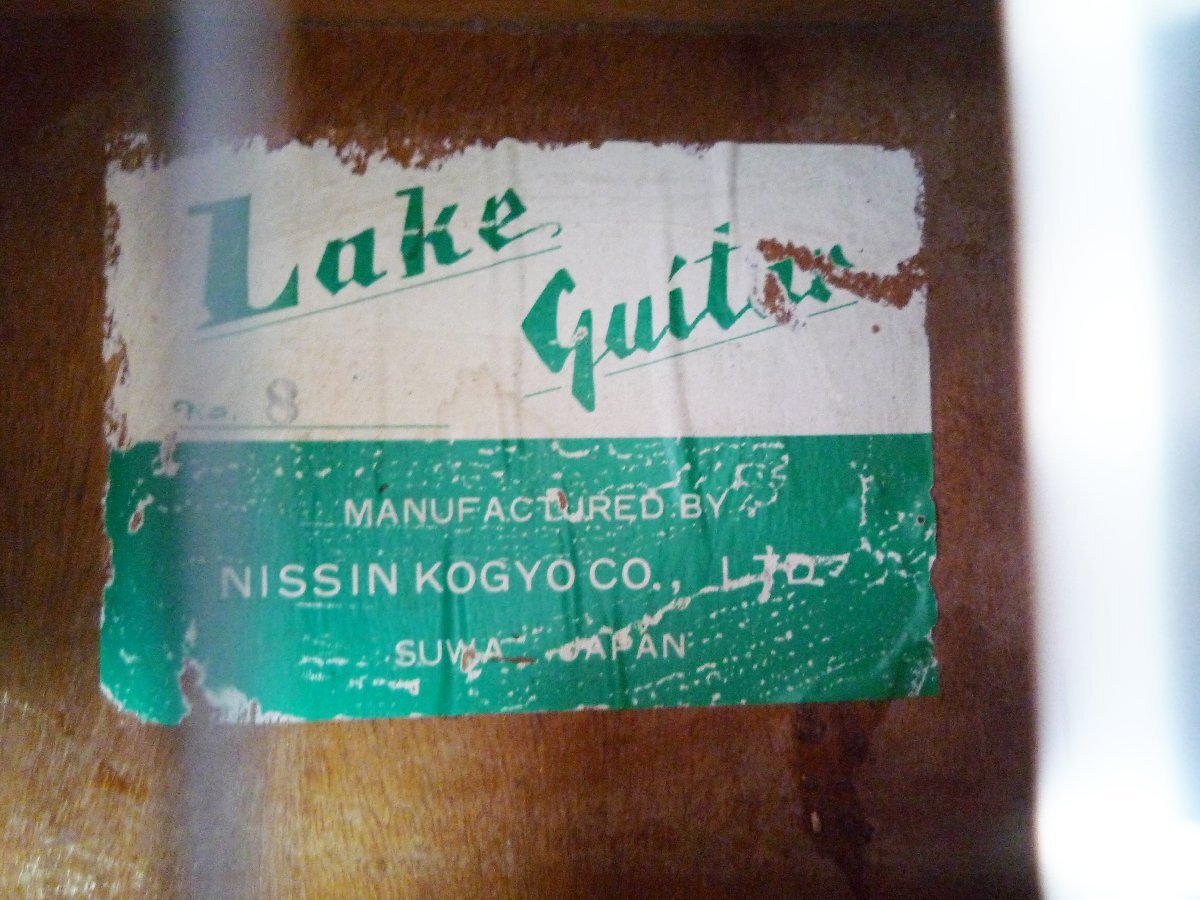 Lake
Guitar
No. 8
MANUFACTURED BY
NISSIN KOGYO CO., LTD
SUWA JAPAN